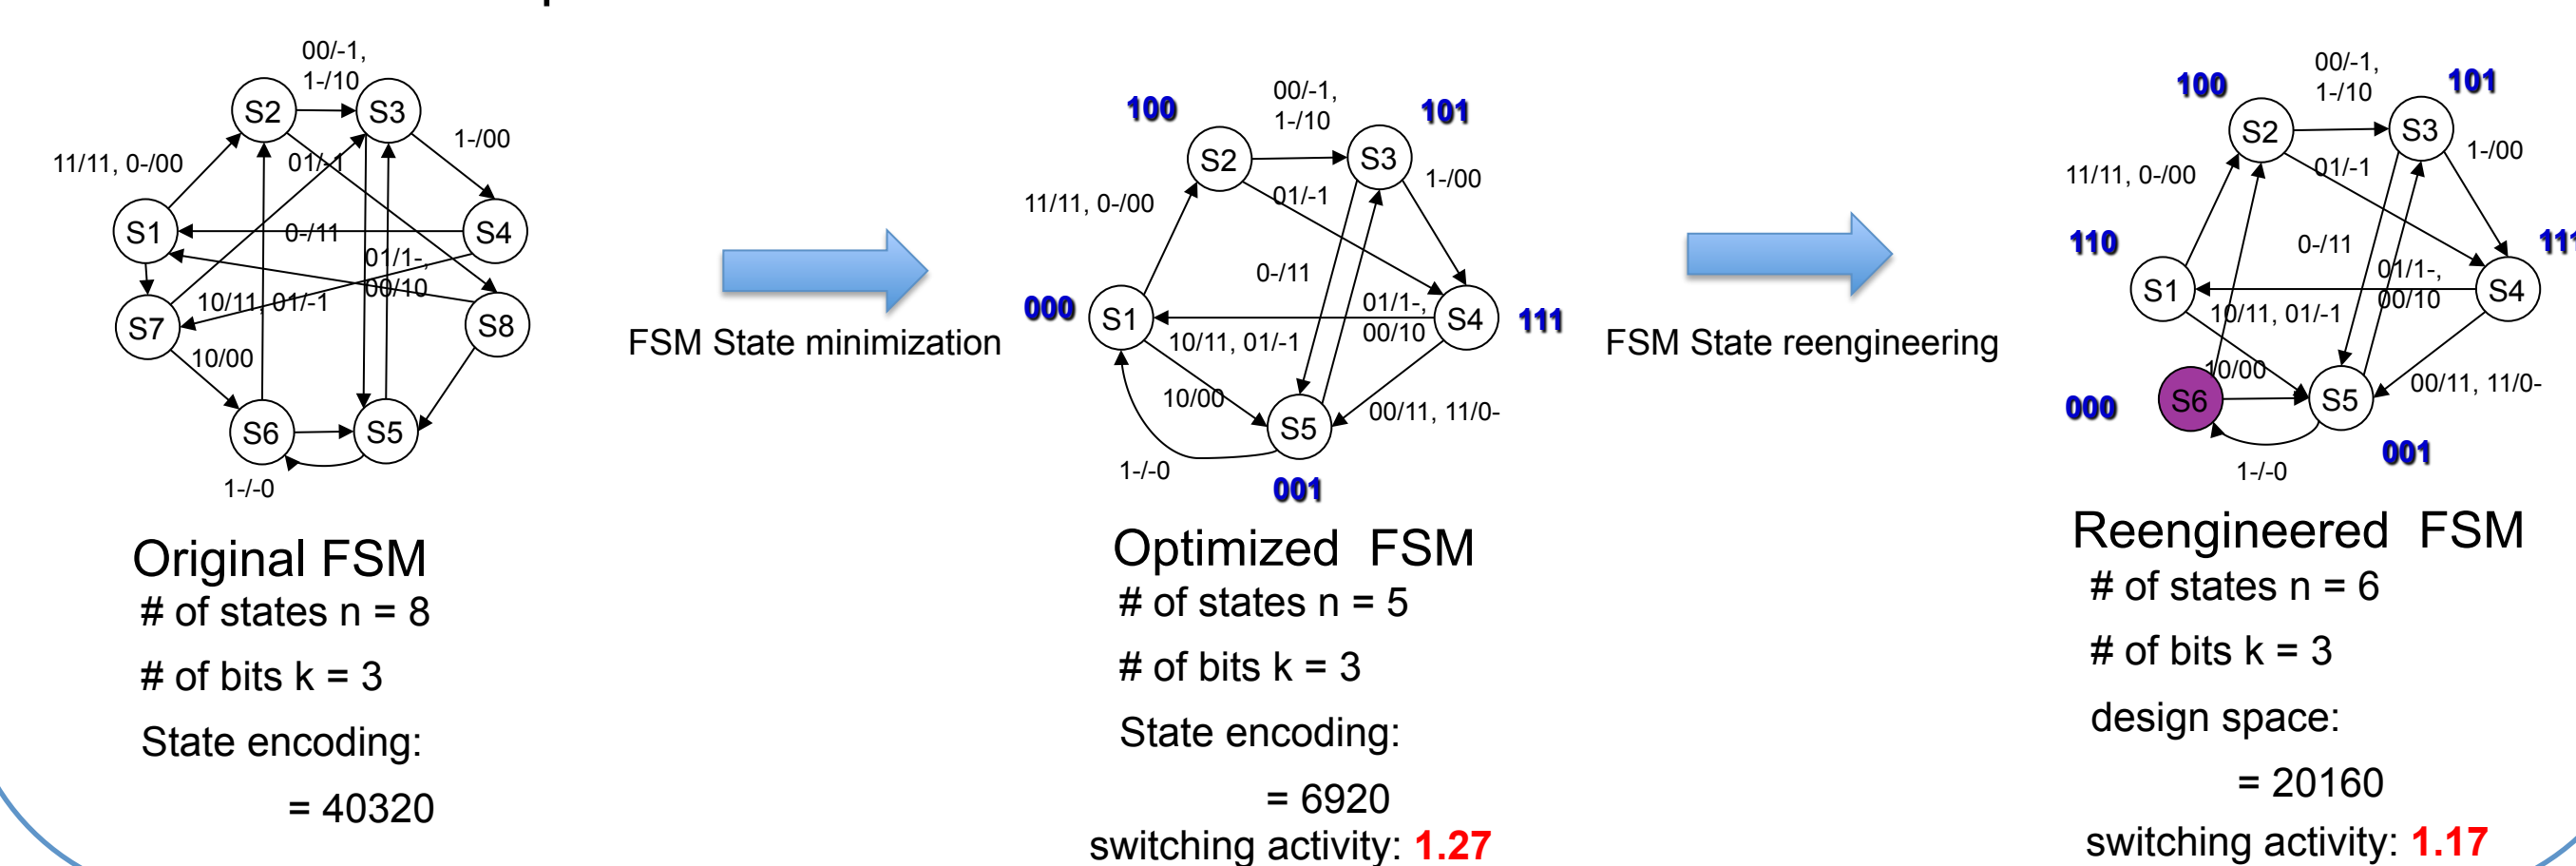 00/-1,
1-/10
S2
S3
1-/00
11/11, 0-/00
01/-1
S1
0-/11
S4
01/1-,
00/10
10/11, 01/-1
S7
S8
10/00
S6
S5
1-/-0
Original FSM
# of states n = 8
# of bits k = 3
State encoding:
= 40320
FSM State minimization
00/-1,
1-/10
100
101
S2
S3
1-/00
01/-1
11/11, 0-/00
0-/11
000
S1
01/1-,
00/10
S4
111
10/11, 01/-1
10/00
00/11, 11/0-
S5
1-/-0
001
Optimized FSM
# of states n = 5
# of bits k = 3
State encoding:
= 6920
switching activity: 1.27
FSM State reengineering
00/-1,
1-/10
100
101
S2
S3
1-/00
01/-1
11/11, 0-/00
110
0-/11
111
01/1-,
00/10
S1
S4
10/11, 01/-1
10/00
00/11, 11/0-
000
S6
S5
001
1-/-0
Reengineered FSM
# of states n = 6
# of bits k = 3
design space:
= 20160
switching activity: 1.17